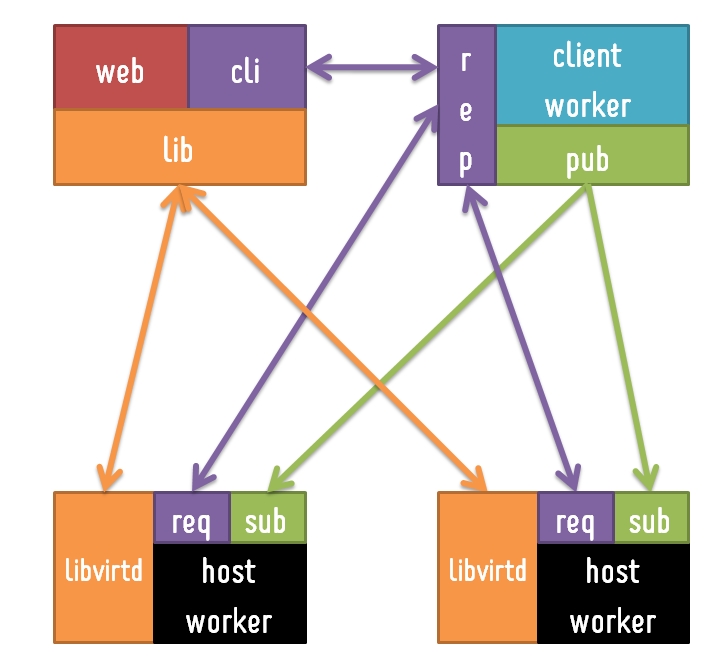 web
cli
lib
r
e
p
client
worker
pub
libvirtd
req
sub
host
worker
libvirtd
req
sub
host
worker